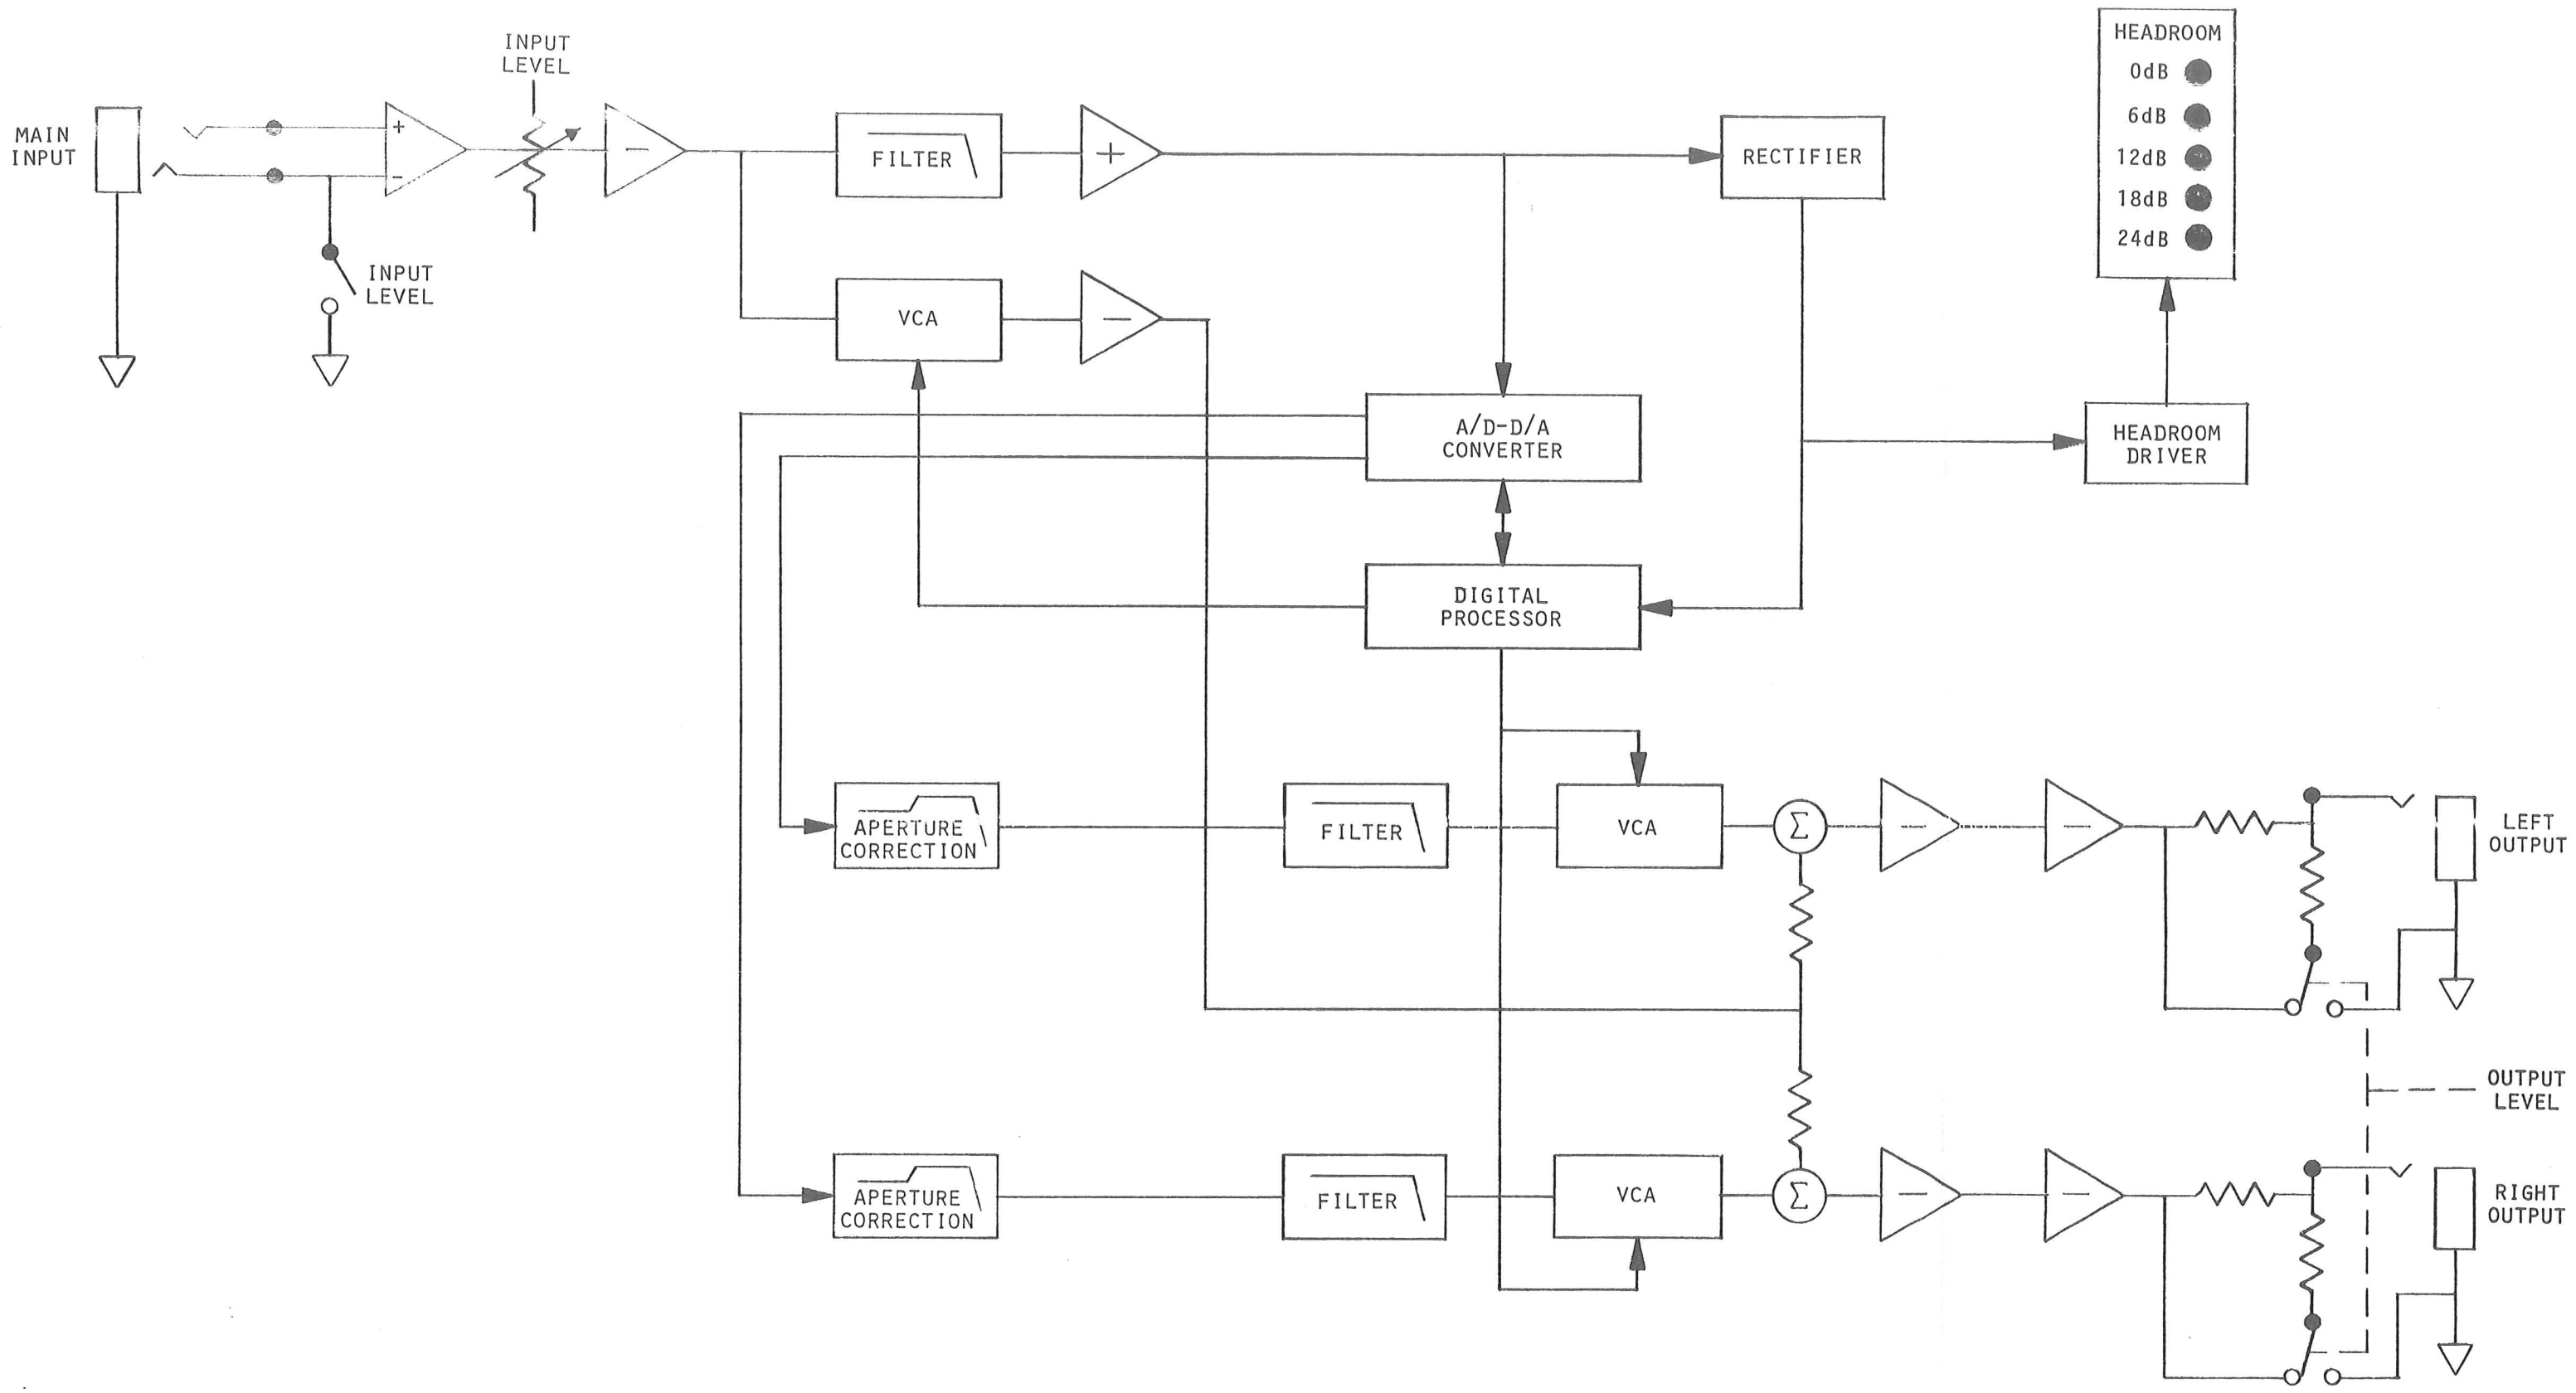 HEADROOM
0dB
6dB
12dB
18dB
24dB
INPUT
LEVEL
MAIN
INPUT
+
−
−
FILTER
+
RECTIFIER
INPUT
LEVEL
VCA
−
A/D-D/A
CONVERTER
HEADROOM
DRIVER
DIGITAL
PROCESSOR
APERTURE
CORRECTION
FILTER
VCA
Σ
−
−
LEFT
OUTPUT
OUTPUT
LEVEL
APERTURE
CORRECTION
FILTER
VCA
Σ
−
−
RIGHT
OUTPUT